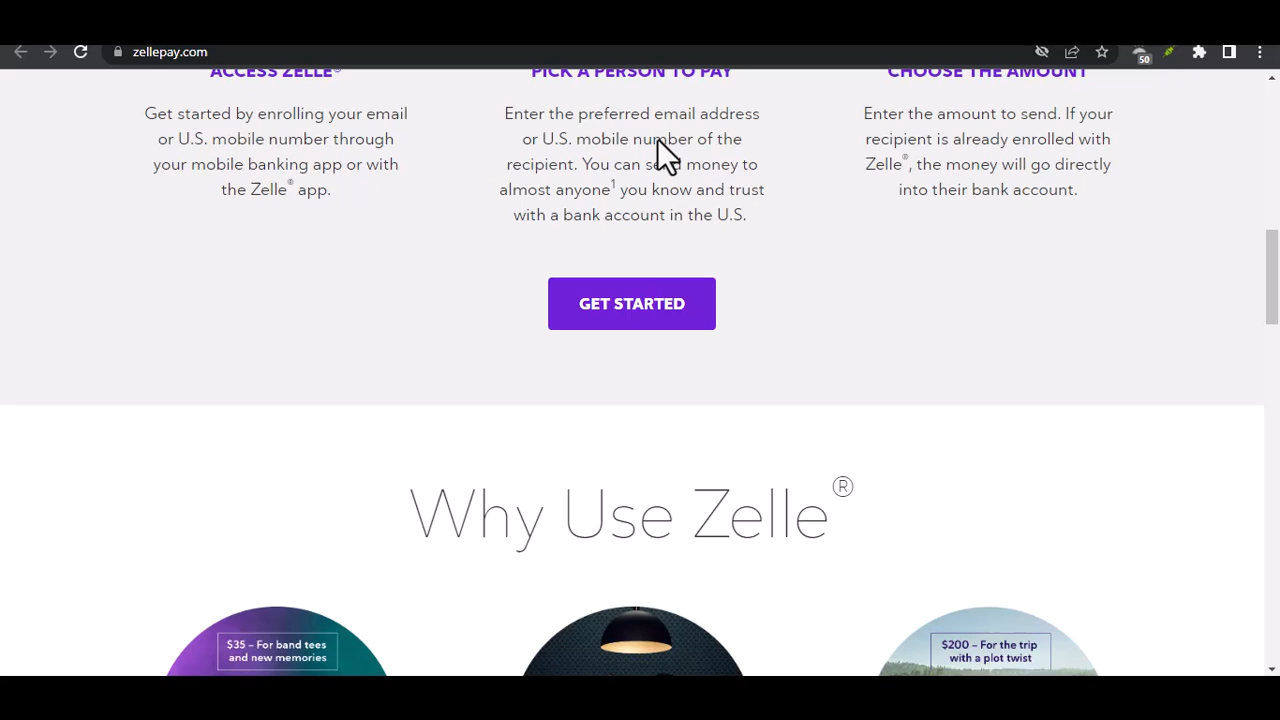 zellepay.com
50
ACCESS ZELLE®
Get started by enrolling your email
or U.S. mobile number through
your mobile banking app or with
the Zelle® app.
PICK A PERSON TO PAY
Enter the preferred email address
or U.S. mobile number of the
recipient. You can send money to
almost anyone1 you know and trust
with a bank account in the U.S.
CHOOSE THE AMOUNT
Enter the amount to send. If your
recipient is already enrolled with
Zelle®, the money will go directly
into their bank account.
GET STARTED
Why Use Zelle®
$35 – For band tees
and new memories
$200 – For the trip
with a plot twist